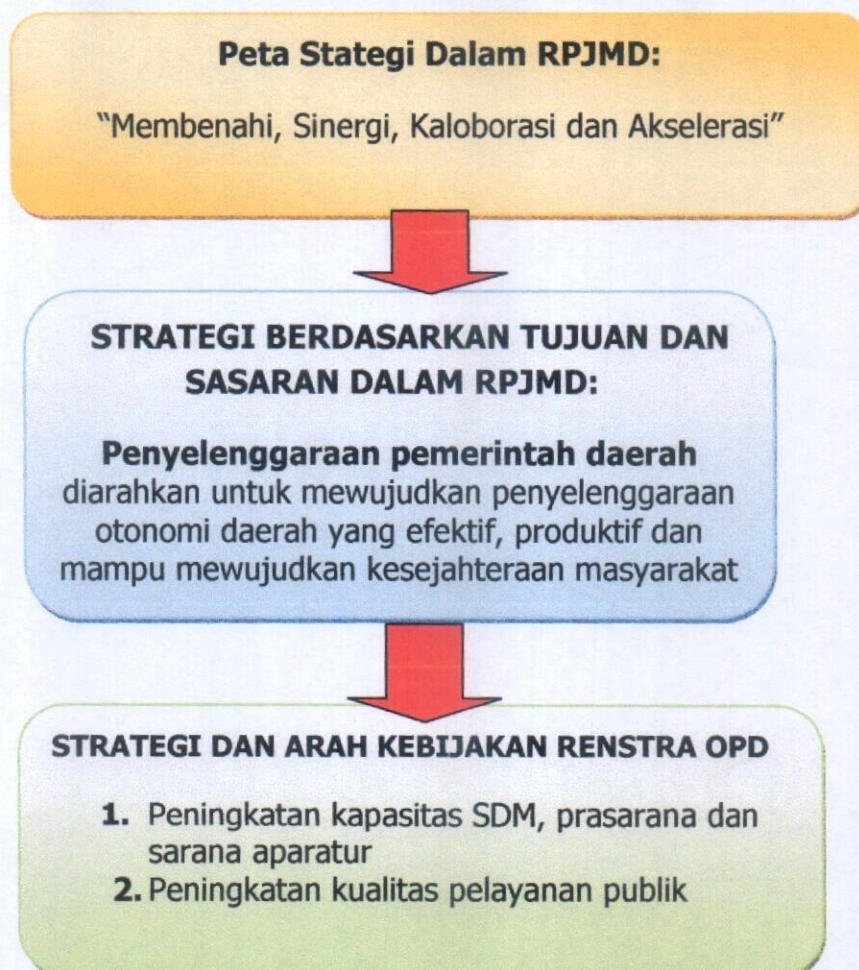 Peta Stategi Dalam RPJMD:
“Membenahi, Sinergi, Kaloborasi dan Akselerasi”
STRATEGI BERDASARKAN TUJUAN DAN
SASARAN DALAM RPJMD:
Penyelenggaraan pemerintah daerah
diarahkan untuk mewujudkan penyelenggaraan
otonomi daerah yang efektif, produktif dan
mampu mewujudkan kesejahteraan masyarakat
STRATEGI DAN ARAH KEBIJAKAN RENSTRA OPD
1. Peningkatan kapasitas SDM, prasarana dan
sarana aparatur
2. Peningkatan kualitas pelayanan publik